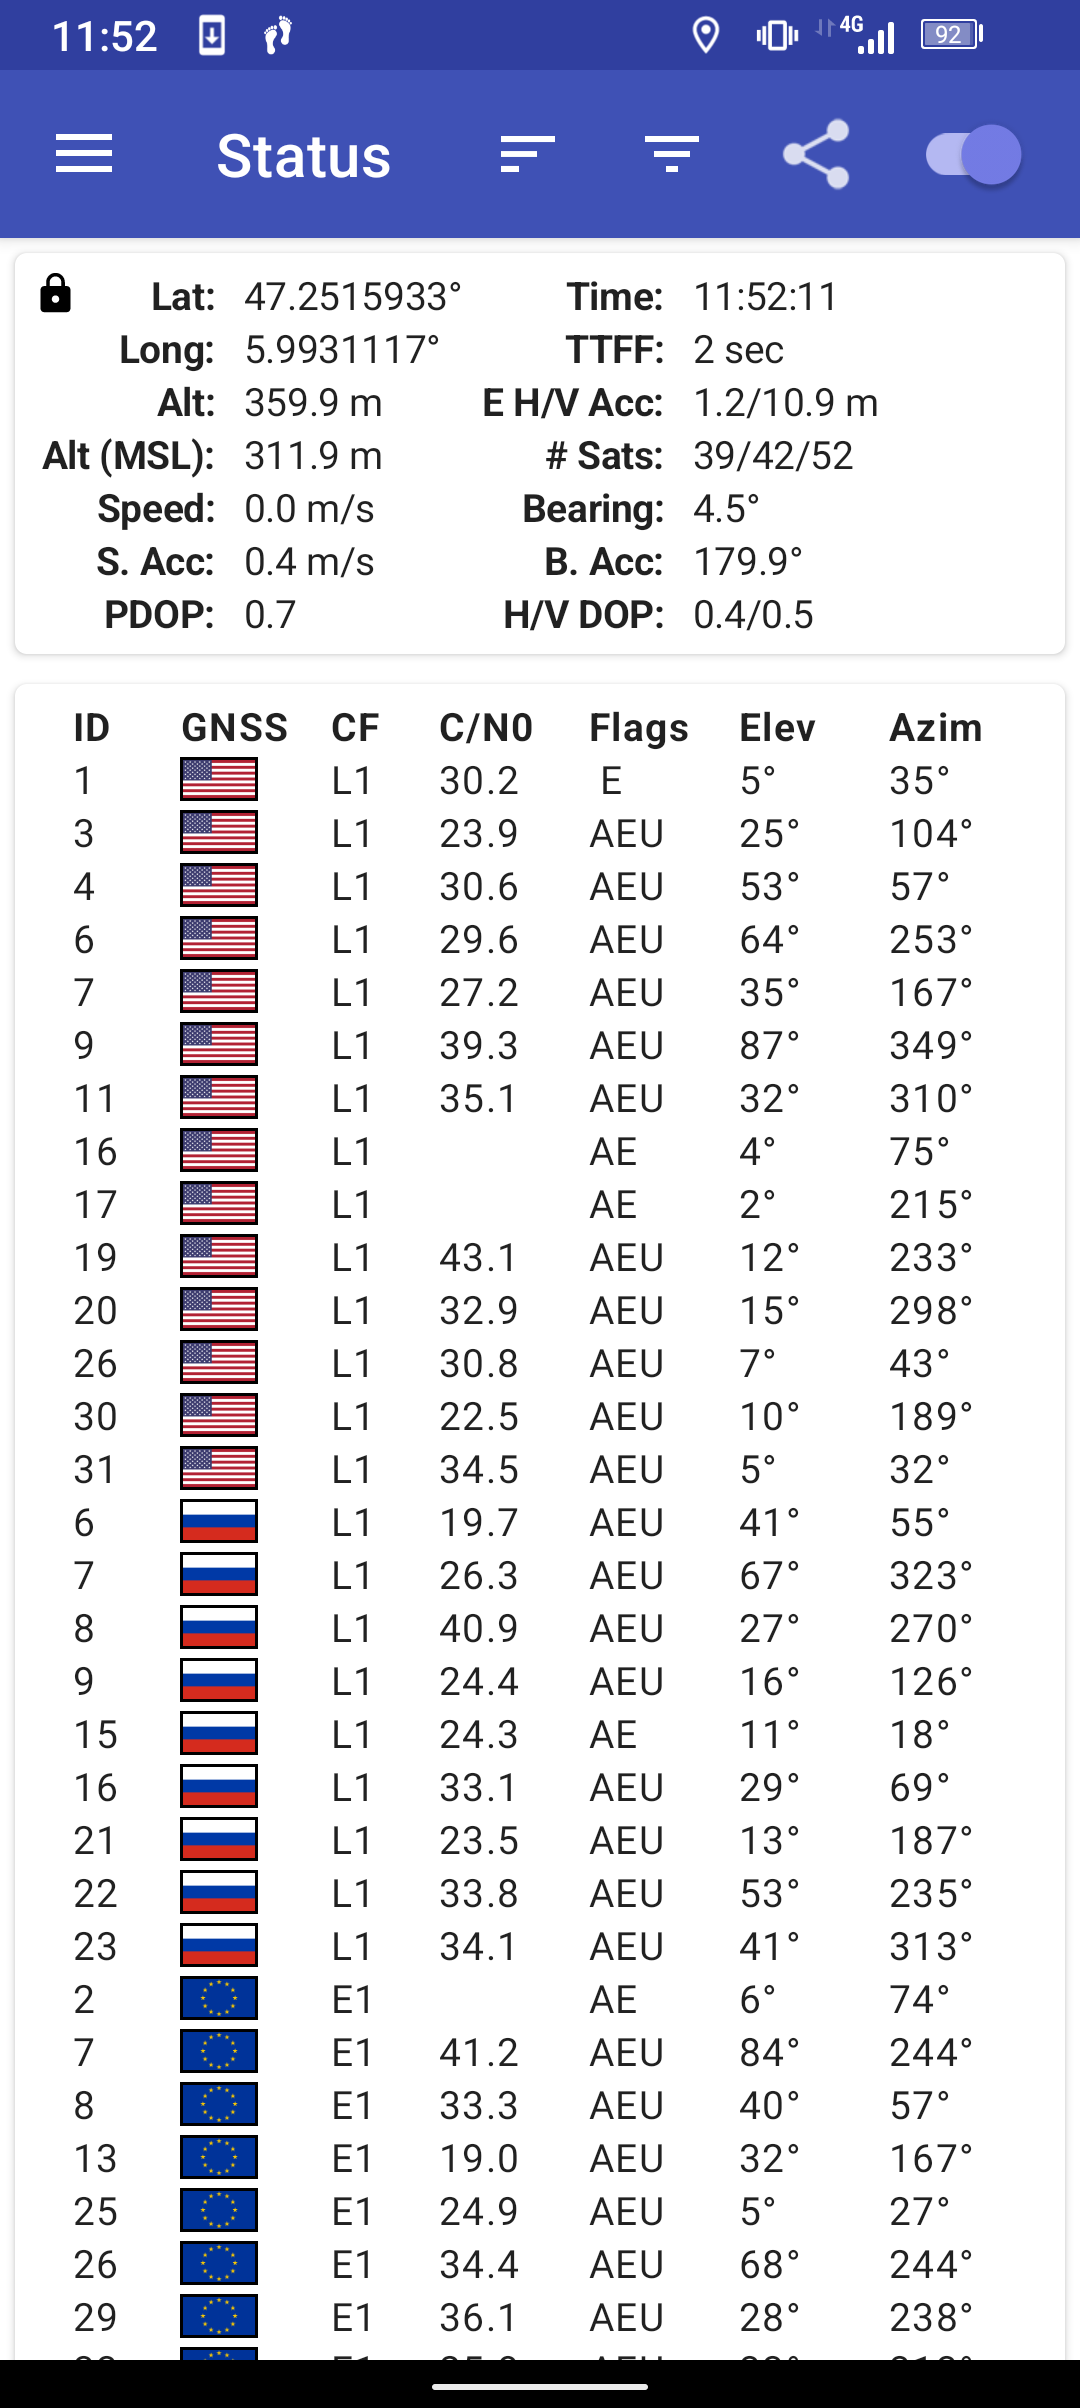 11:52 4G 92
Status
Lat: 47.2515933° Time: 11:52:11
Long: 5.9931117° TTFF: 2 sec
Alt: 359.9 m E H/V Acc: 1.2/10.9 m
Alt (MSL): 311.9 m # Sats: 39/42/52
Speed: 0.0 m/s Bearing: 4.5°
S. Acc: 0.4 m/s B. Acc: 179.9°
PDOP: 0.7 H/V DOP: 0.4/0.5
ID GNSS CF C/N0 Flags Elev Azim
1 L1 30.2 E 5° 35°
3 L1 23.9 AEU 25° 104°
4 L1 30.6 AEU 53° 57°
6 L1 29.6 AEU 64° 253°
7 L1 27.2 AEU 35° 167°
9 L1 39.3 AEU 87° 349°
11 L1 35.1 AEU 32° 310°
16 L1 AE 4° 75°
17 L1 AE 2° 215°
19 L1 43.1 AEU 12° 233°
20 L1 32.9 AEU 15° 298°
26 L1 30.8 AEU 7° 43°
30 L1 22.5 AEU 10° 189°
31 L1 34.5 AEU 5° 32°
6 L1 19.7 AEU 41° 55°
7 L1 26.3 AEU 67° 323°
8 L1 40.9 AEU 27° 270°
9 L1 24.4 AEU 16° 126°
15 L1 24.3 AE 11° 18°
16 L1 33.1 AEU 29° 69°
21 L1 23.5 AEU 13° 187°
22 L1 33.8 AEU 53° 235°
23 L1 34.1 AEU 41° 313°
2 E1 AE 6° 74°
7 E1 41.2 AEU 84° 244°
8 E1 33.3 AEU 40° 57°
13 E1 19.0 AEU 32° 167°
25 E1 24.9 AEU 5° 27°
26 E1 34.4 AEU 68° 244°
29 E1 36.1 AEU 28° 238°